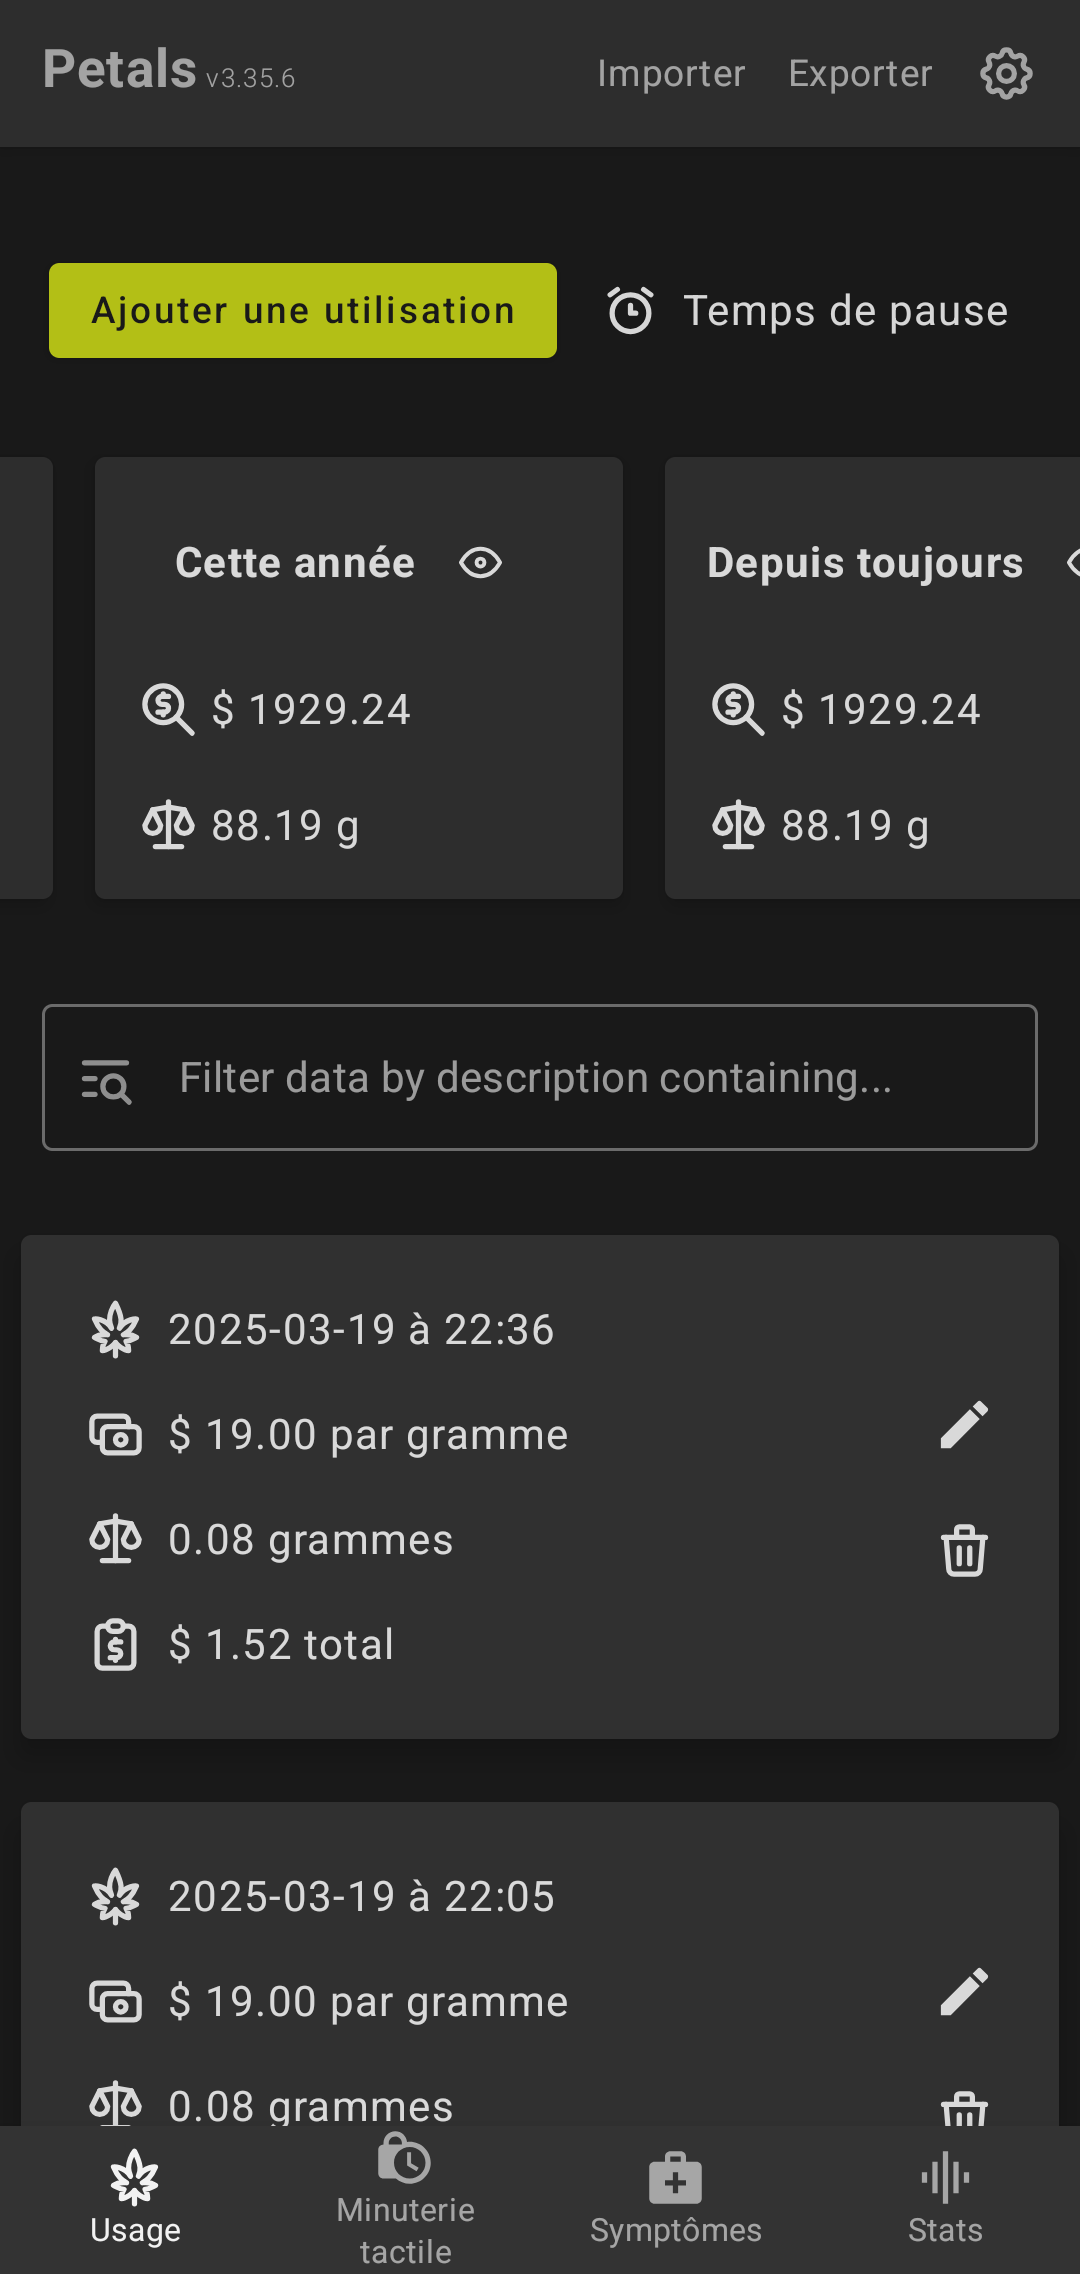 Petals v3.35.6
Importer
Exporter
Ajouter une utilisation
Temps de pause
Cette année
$ 1929.24
88.19 g
Depuis toujours
$ 1929.24
88.19 g
Filter data by description containing...
2025-03-19 à 22:36
$ 19.00 par gramme
0.08 grammes
$ 1.52 total
2025-03-19 à 22:05
$ 19.00 par gramme
0.08 grammes
Usage
Minuterie
tactile
Symptômes
Stats